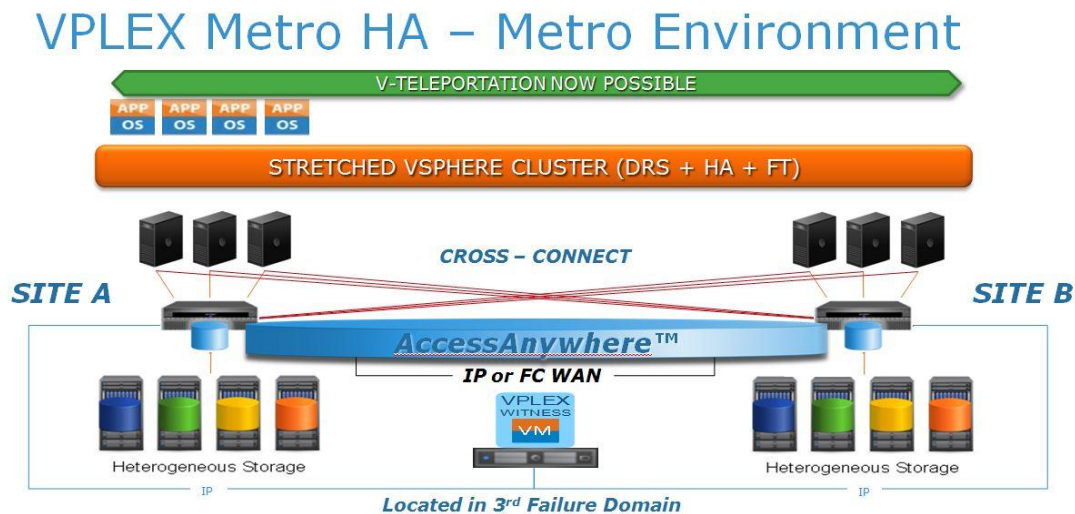 VPLEX Metro HA – Metro Environment
V-TELEPORTATION NOW POSSIBLE
APP APP APP APP
OS OS OS OS
STRETCHED VSPHERE CLUSTER (DRS + HA + FT)
CROSS – CONNECT
SITE A
SITE B
AccessAnywhere™
IP or FC WAN
VPLEX
WITNESS
VM
Heterogeneous Storage
Heterogeneous Storage
IP
IP
Located in 3rd Failure Domain